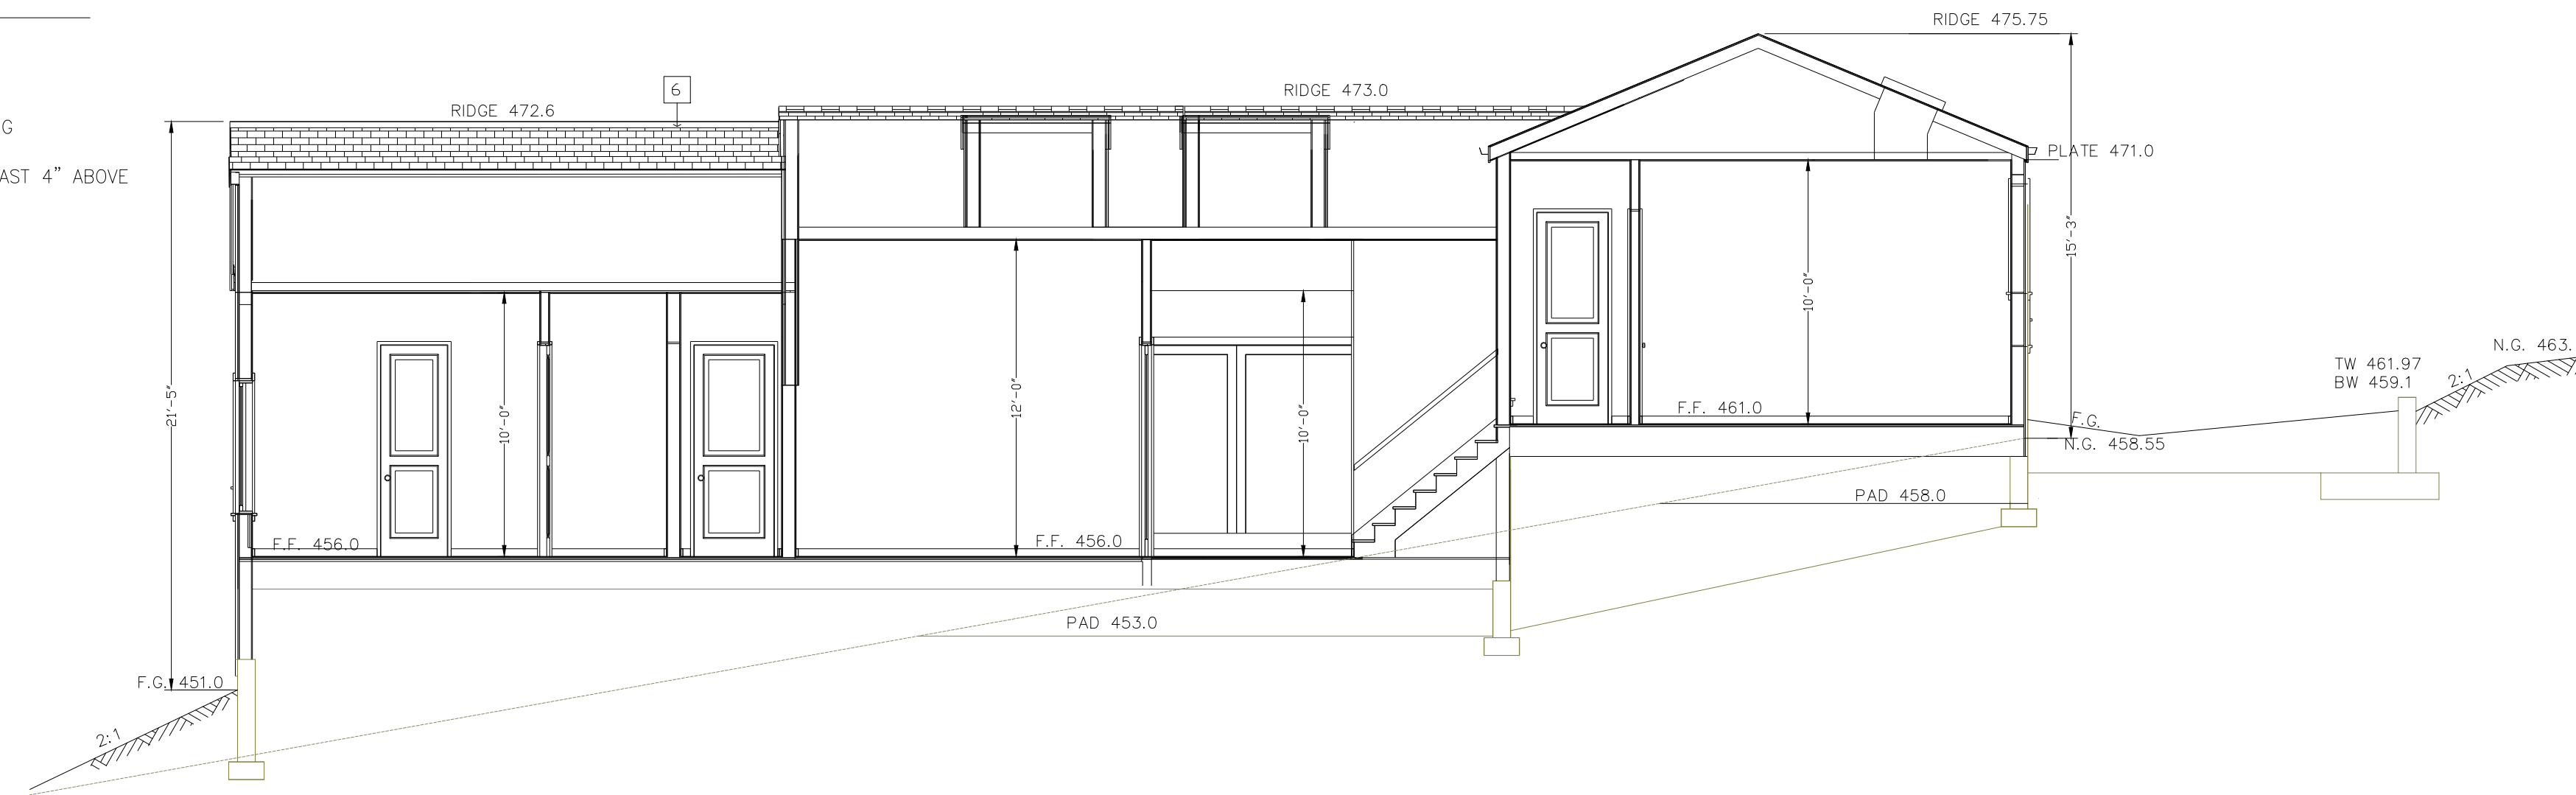 RIDGE 475.75
RIDGE 473.0
6
RIDGE 472.6
G
PLATE 471.0
AST 4" ABOVE
15'-3"
10'-0"
N.G. 463.
TW 461.97
BW 459.1
2:1
21'-5"
10'-0"
12'-0"
10'-0"
F.F. 461.0
F.G.
N.G. 458.55
PAD 458.0
F.F. 456.0
F.F. 456.0
PAD 453.0
F.G. 451.0
2:1